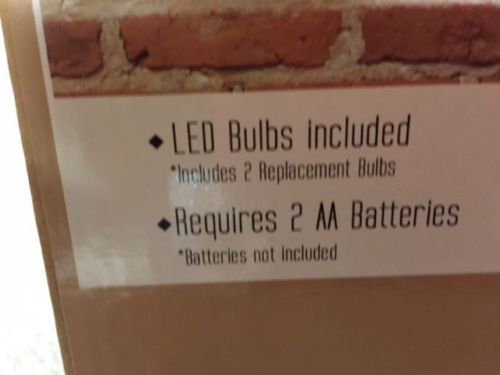 ◆ LED Bulbs included
*Includes 2 Replacement Bulbs
◆ Requires 2 AA Batteries
*Batteries not included